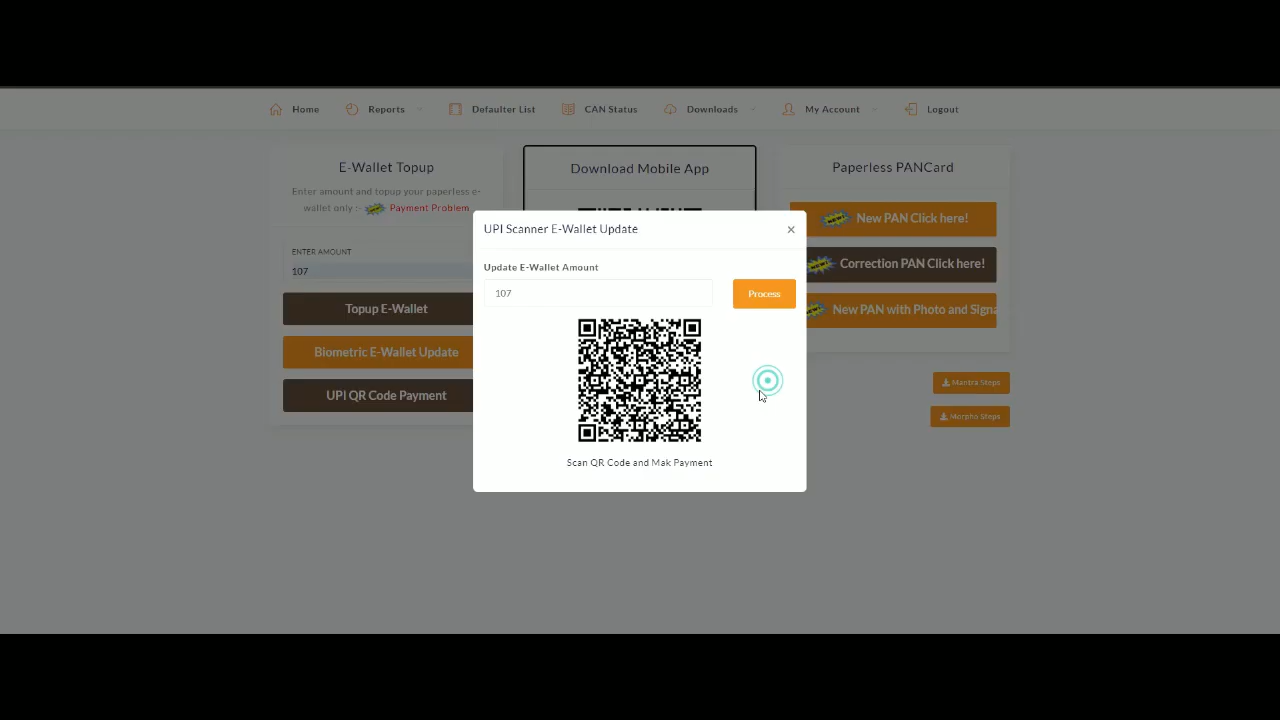 Home Reports Defaulter List CAN Status Downloads My Account Logout
E-Wallet Topup
Enter amount and topup your paperless e-
wallet only :- Payment Problem
ENTER AMOUNT
107
Topup E-Wallet
Biometric E-Wallet Update
UPI QR Code Payment
Download Mobile App
UPI Scanner E-Wallet Update ×
Update E-Wallet Amount
107
Process
Scan QR Code and Mak Payment
Paperless PANCard
New PAN Click here!
Correction PAN Click here!
New PAN with Photo and Signa
Mantra Steps
Morpho Steps